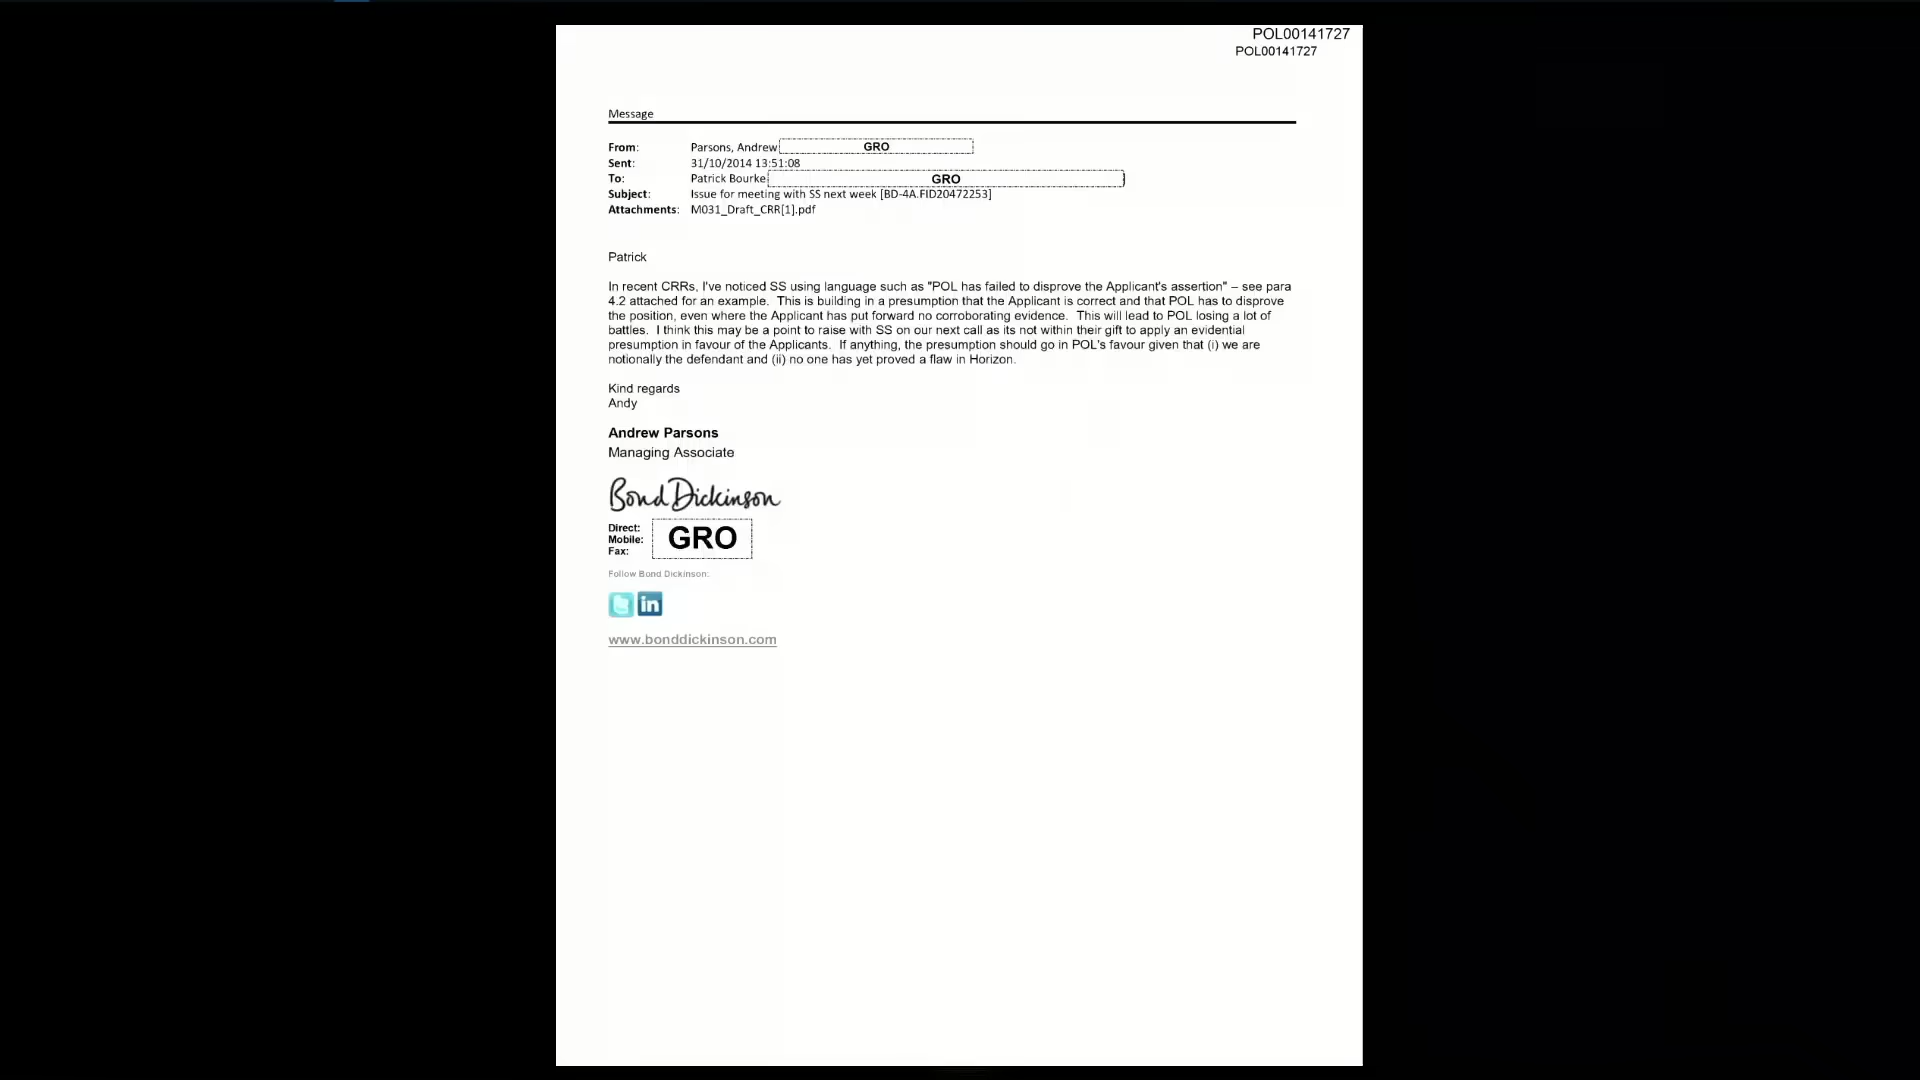 POL00141727
POL00141727
Message
From: Parsons, Andrew GRO
Sent: 31/10/2014 13:51:08
To: Patrick Bourke GRO
Subject: Issue for meeting with SS next week [BD-4A.FID20472253]
Attachments: M031_Draft_CRR[1].pdf
Patrick
In recent CRRs, I've noticed SS using language such as "POL has failed to disprove the Applicant's assertion" – see para
4.2 attached for an example. This is building in a presumption that the Applicant is correct and that POL has to disprove
the position, even where the Applicant has put forward no corroborating evidence. This will lead to POL losing a lot of
battles. I think this may be a point to raise with SS on our next call as its not within their gift to apply an evidential
presumption in favour of the Applicants. If anything, the presumption should go in POL's favour given that (i) we are
notionally the defendant and (ii) no one has yet proved a flaw in Horizon.
Kind regards
Andy
Andrew Parsons
Managing Associate
Bond Dickinson
Direct:
Mobile: GRO
Fax:
Follow Bond Dickinson:
in
www.bonddickinson.com